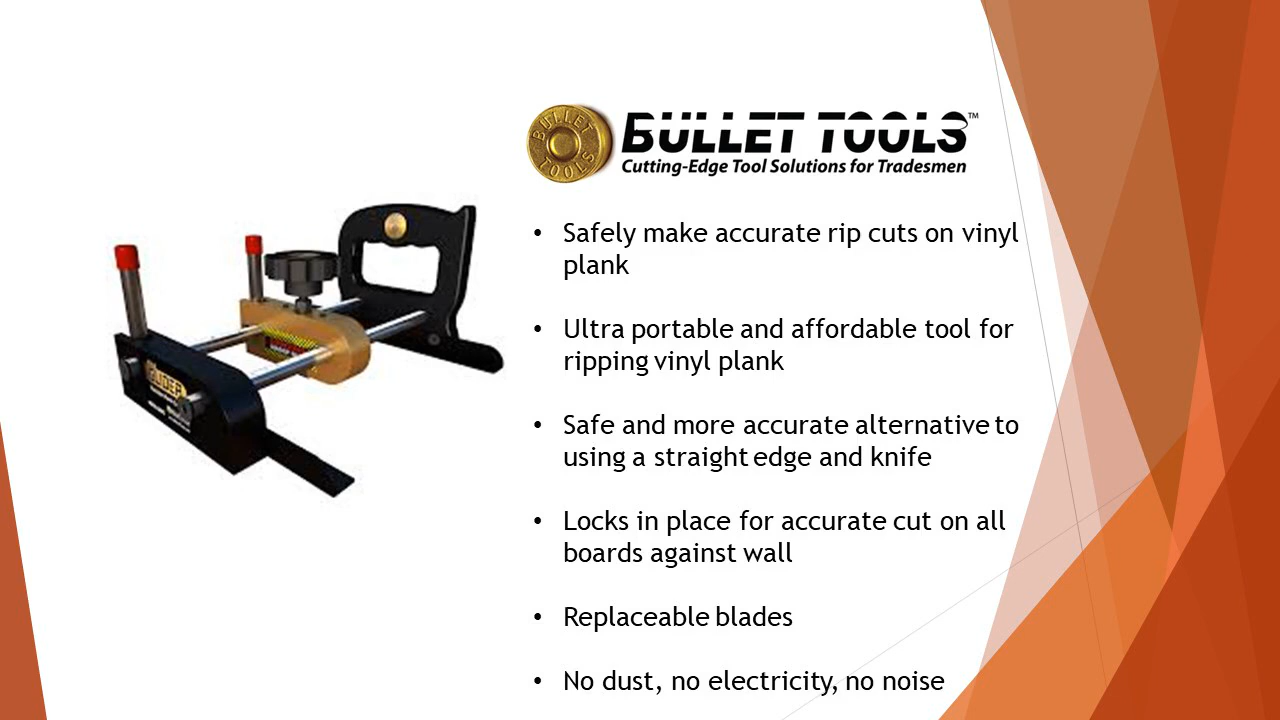 BULLET TOOLS
BULLET TOOLS™
Cutting-Edge Tool Solutions for Tradesmen
• Safely make accurate rip cuts on vinyl
plank
• Ultra portable and affordable tool for
ripping vinyl plank
• Safe and more accurate alternative to
using a straight edge and knife
• Locks in place for accurate cut on all
boards against wall
• Replaceable blades
• No dust, no electricity, no noise